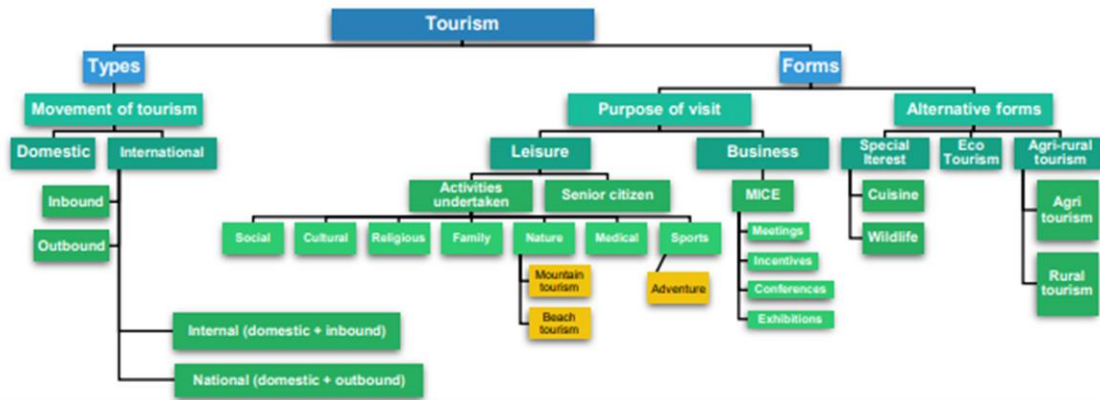 Tourism
Types
Forms
Movement of tourism
Purpose of visit
Alternative forms
Domestic
International
Leisure
Business
Special
Iterest
Eco
Tourism
Agri-rural
tourism
Inbound
Outbound
Activities
undertaken
Senior citizen
MICE
Cuisine
Wildlife
Agri
tourism
Rural
tourism
Social
Cultural
Religious
Family
Nature
Medical
Sports
Meetings
Incentives
Conferences
Exhibitions
Mountain
tourism
Beach
tourism
Adventure
Internal (domestic + inbound)
National (domestic + outbound)